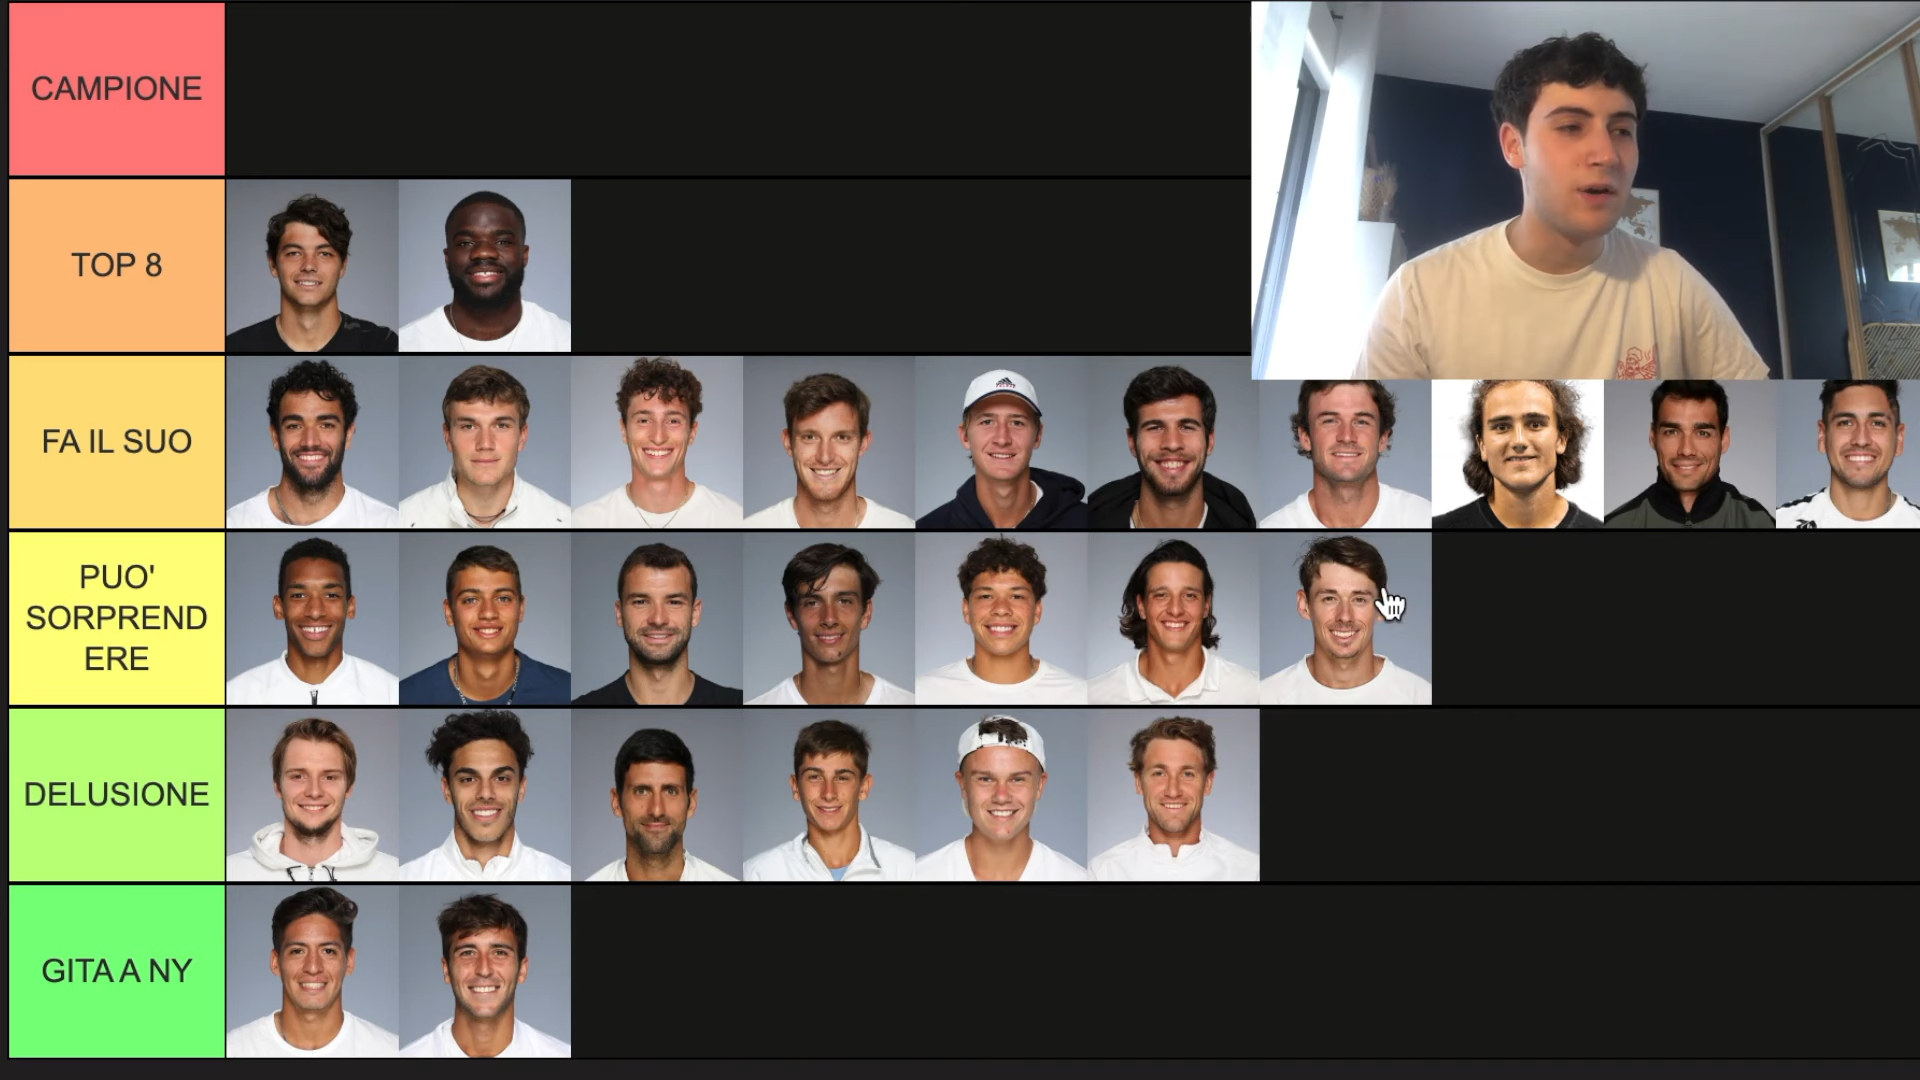 CAMPIONE
TOP 8
FA IL SUO
PUO'
SORPREND
ERE
DELUSIONE
GITA A NY